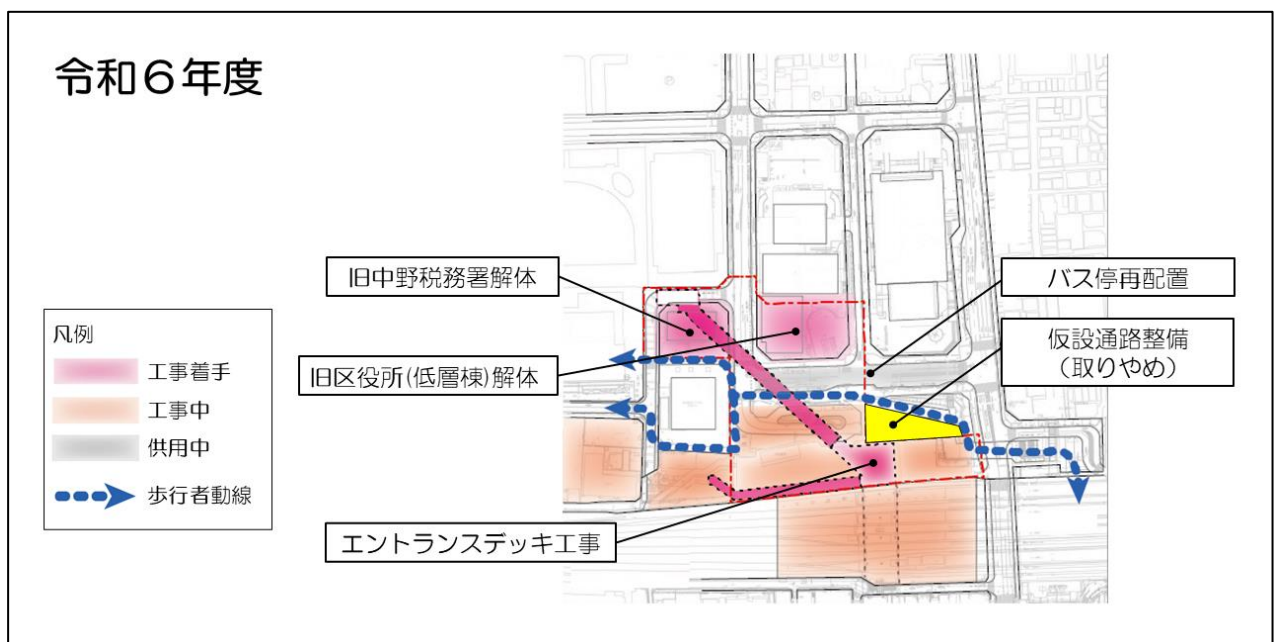 令和６年度
旧中野税務署解体
旧区役所(低層棟)解体
バス停再配置
仮設通路整備
（取りやめ）
エントランスデッキ工事
凡例
工事着手
工事中
供用中
歩行者動線